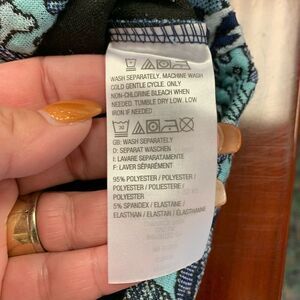 WASH SEPARATELY, MACHINE WASH
COLD GENTLE CYCLE. ONLY
NON-CHLORINE BLEACH WHEN
NEEDED. TUMBLE DRY LOW. LOW
IRON IF NEEDED
30
GB: WASH SEPARATELY
D: SEPARAT WASCHEN
I: LAVARE SEPARATAMENTE
F: LAVER SÉPARÉMENT
95% POLYESTER / POLYESTER /
POLYESTER / POLIESTERE /
POLYESTER
5% SPANDEX / ELASTANE /
ELASTHAN / ELASTAN / ELASTHANNE